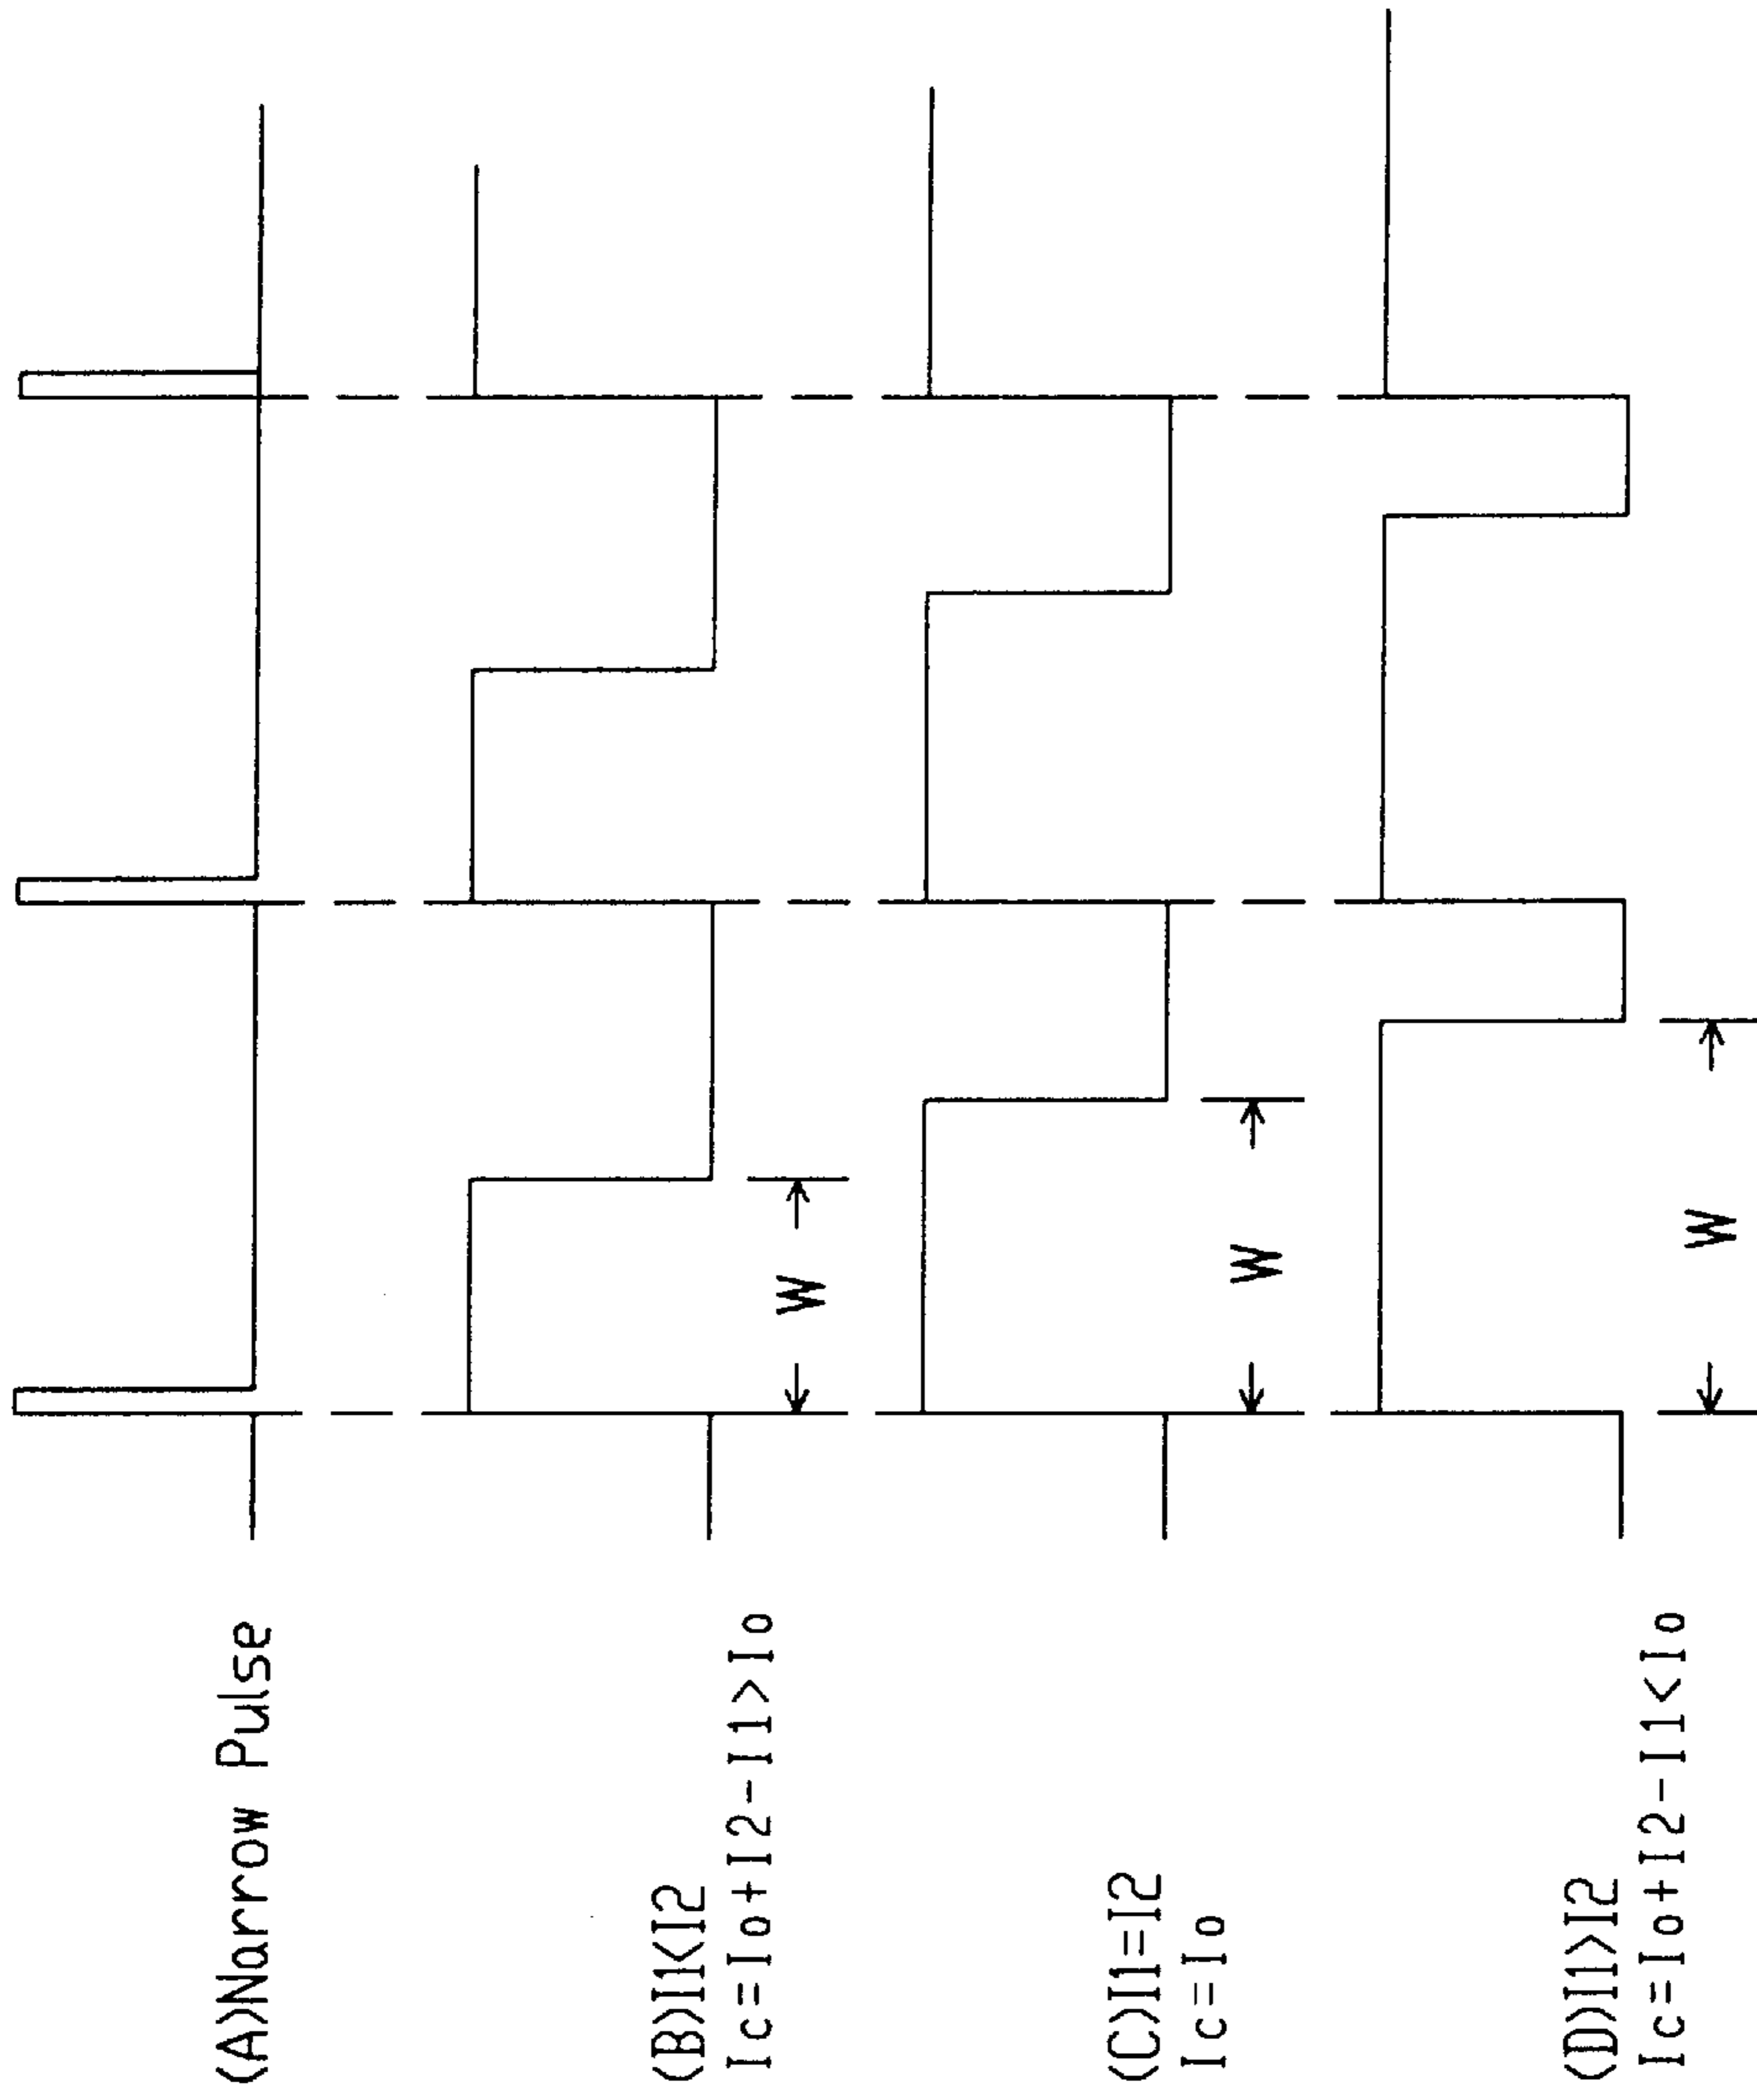 (A)Narrow Pulse
(B)I1<I2
Ic=Io+I2-I1>Io
W
(C)I1=I2
Ic=Io
W
(D)I1>I2
Ic=Io+I2-I1<Io
W